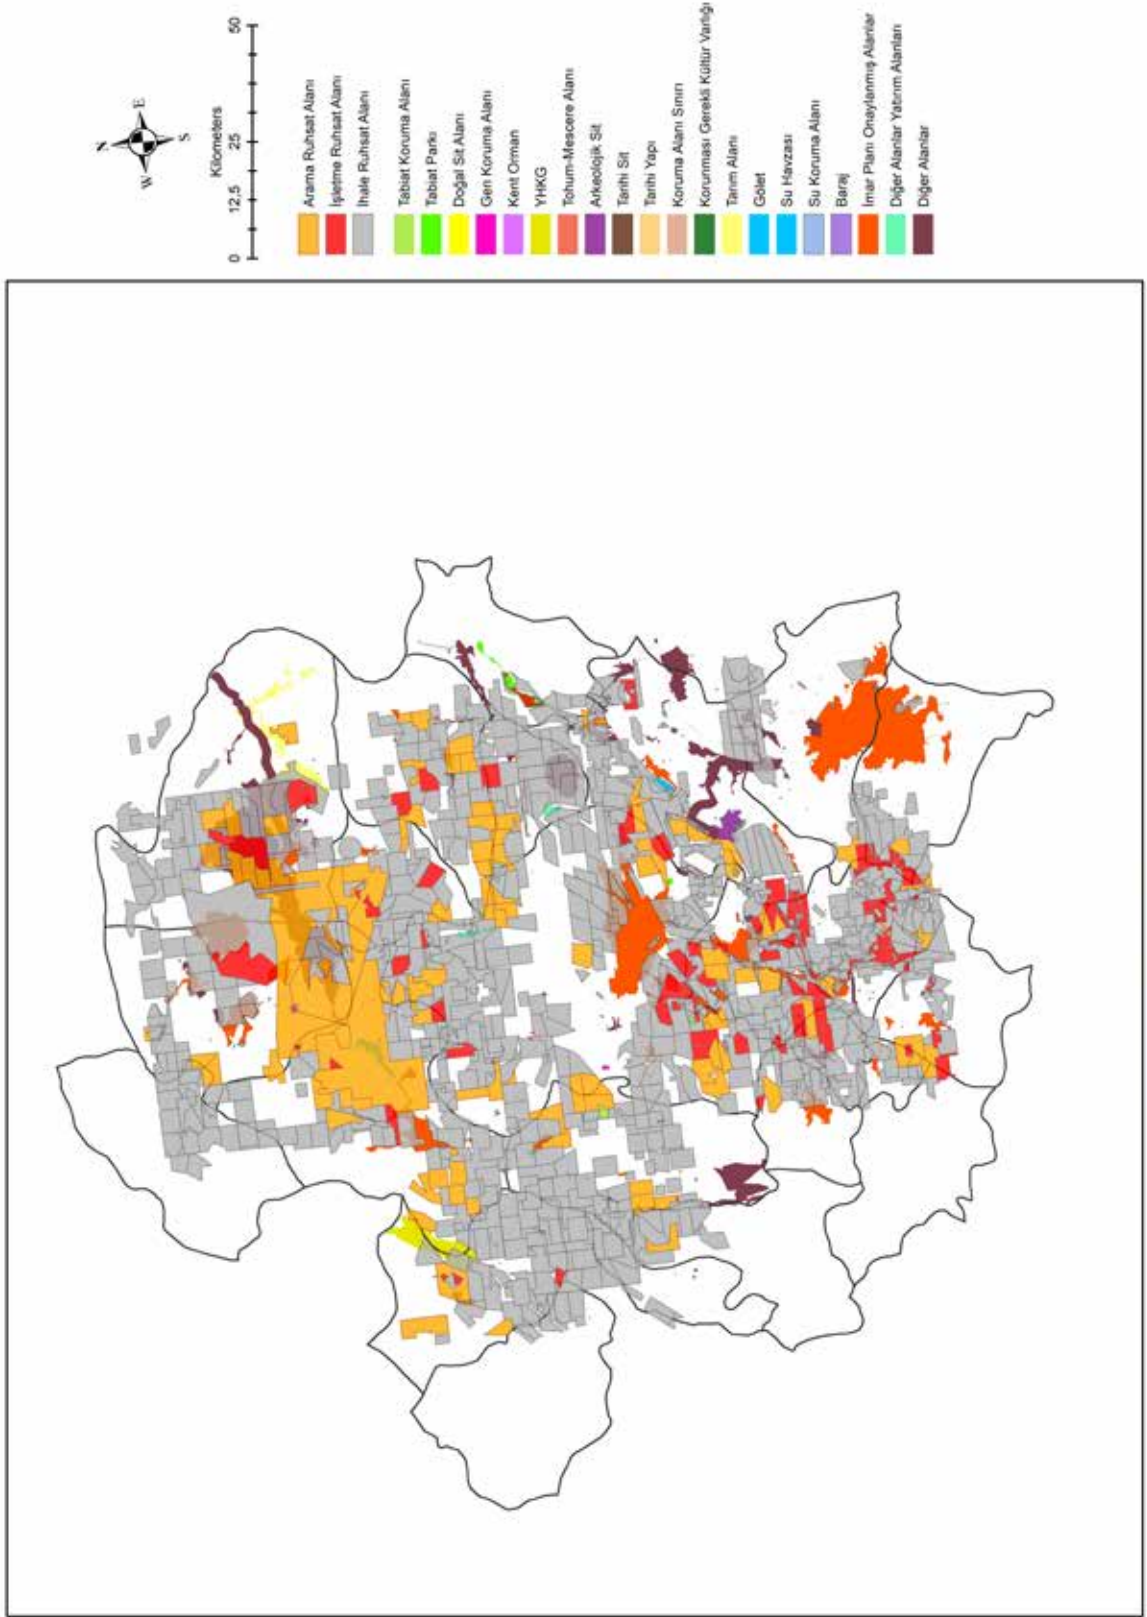 N
E
S
W
Kilometers
0 12,5 25 50
Arama Ruhsat Alanı
İşletme Ruhsat Alanı
İhale Ruhsat Alanı
Tabiat Koruma Alanı
Tabiat Parkı
Doğal Sit Alanı
Gen Koruma Alanı
Kent Orman
YHKG
Tohum-Mescere Alanı
Arkeolojik Sit
Tarihi Sit
Tarihi Yapı
Koruma Alanı Sınırı
Korunması Gerekli Kültür Varlığı
Tarım Alanı
Gölet
Su Havzası
Su Koruma Alanı
Baraj
İmar Planı Onaylanmış Alanlar
Diğer Alanlar Yatırım Alanları
Diğer Alanlar